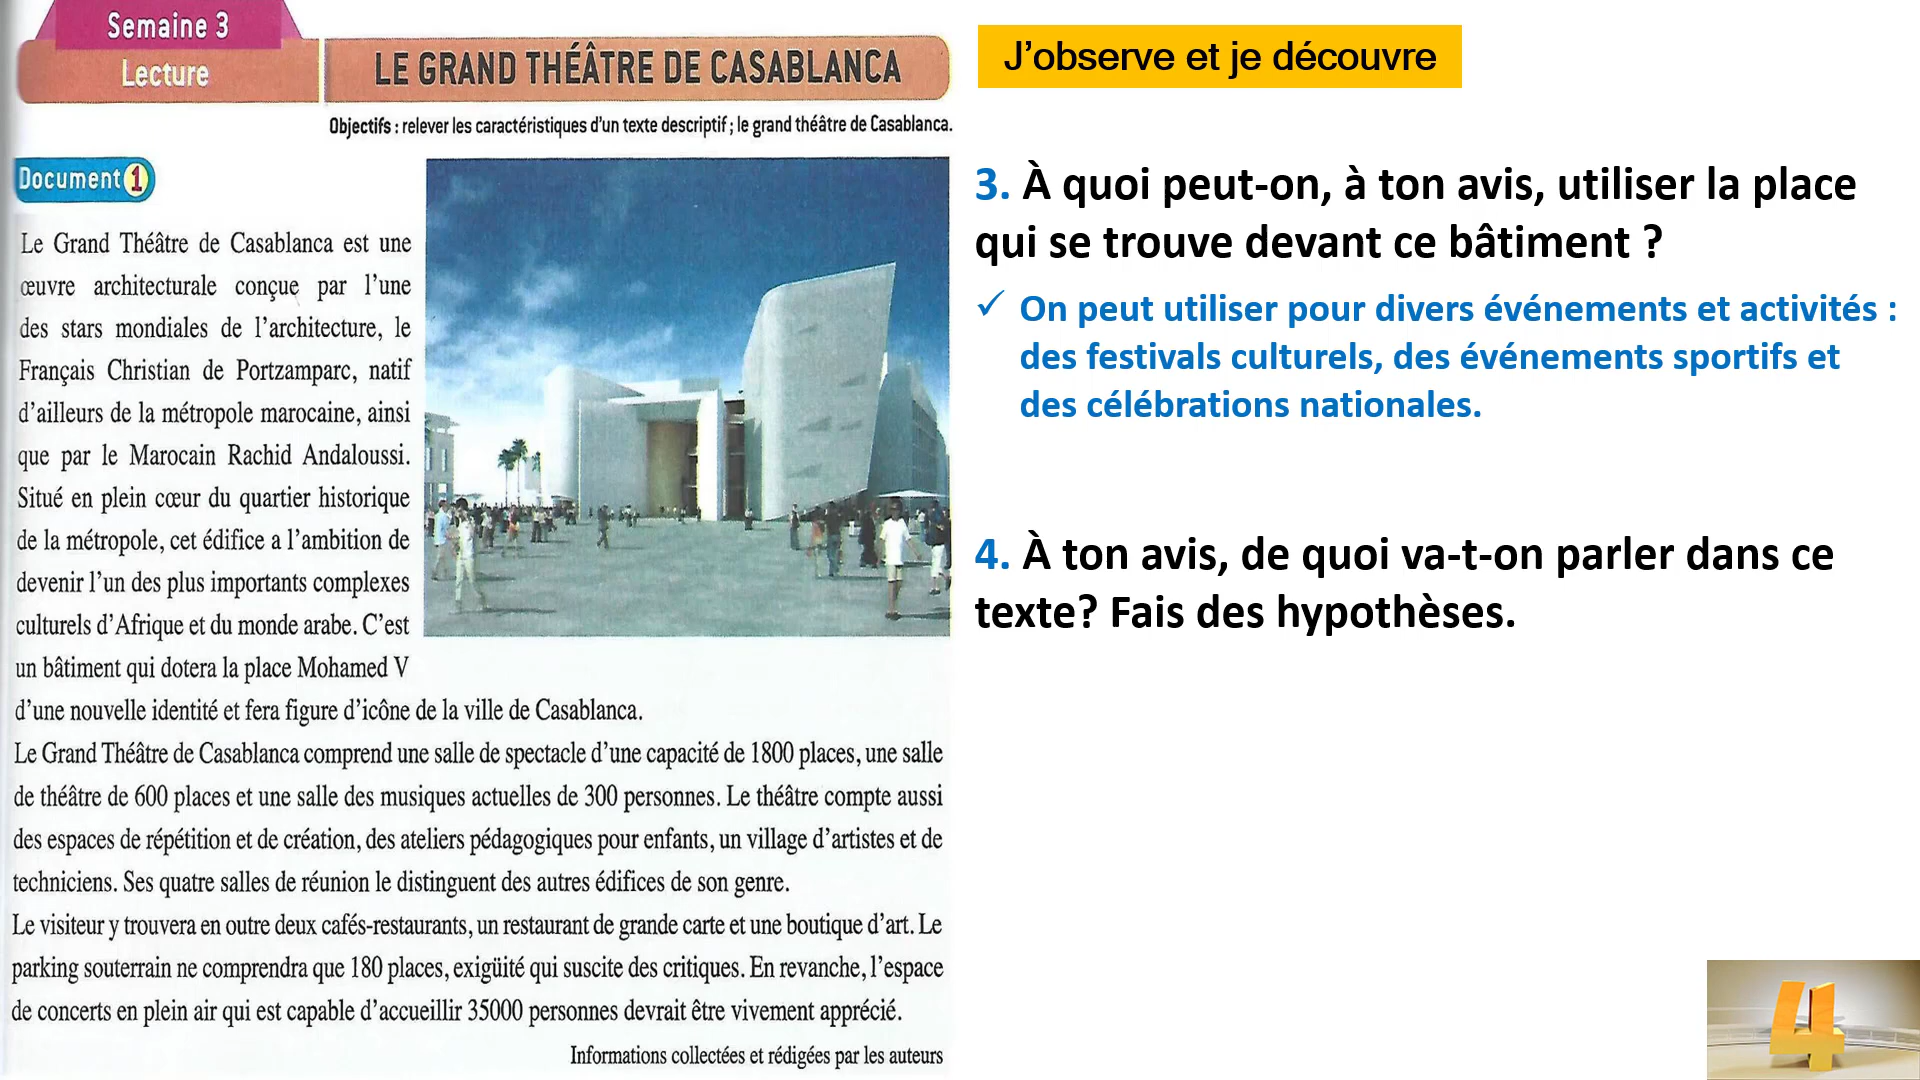 Semaine 3
Lecture
LE GRAND THÉÂTRE DE CASABLANCA
Objectifs : relever les caractéristiques d'un texte descriptif ; le grand théâtre de Casablanca.
Document 1
Le Grand Théâtre de Casablanca est une
œuvre architecturale conçue par l'une
des stars mondiales de l'architecture, le
Français Christian de Portzamparc, natif
d'ailleurs de la métropole marocaine, ainsi
que par le Marocain Rachid Andaloussi.
Situé en plein cœur du quartier historique
de la métropole, cet édifice a l'ambition de
devenir l'un des plus importants complexes
culturels d'Afrique et du monde arabe. C'est
un bâtiment qui dotera la place Mohamed V
d'une nouvelle identité et fera figure d'icône de la ville de Casablanca.
Le Grand Théâtre de Casablanca comprend une salle de spectacle d'une capacité de 1800 places, une salle
de théâtre de 600 places et une salle des musiques actuelles de 300 personnes. Le théâtre compte aussi
des espaces de répétition et de création, des ateliers pédagogiques pour enfants, un village d'artistes et de
techniciens. Ses quatre salles de réunion le distinguent des autres édifices de son genre.
Le visiteur y trouvera en outre deux cafés-restaurants, un restaurant de grande carte et une boutique d'art. Le
parking souterrain ne comprendra que 180 places, exigüité qui suscite des critiques. En revanche, l'espace
de concerts en plein air qui est capable d'accueillir 35000 personnes devrait être vivement apprécié.
Informations collectées et rédigées par les auteurs
J'observe et je découvre
3. À quoi peut-on, à ton avis, utiliser la place
qui se trouve devant ce bâtiment ?
✓ On peut utiliser pour divers événements et activités :
des festivals culturels, des événements sportifs et
des célébrations nationales.
4. À ton avis, de quoi va-t-on parler dans ce
texte? Fais des hypothèses.
4